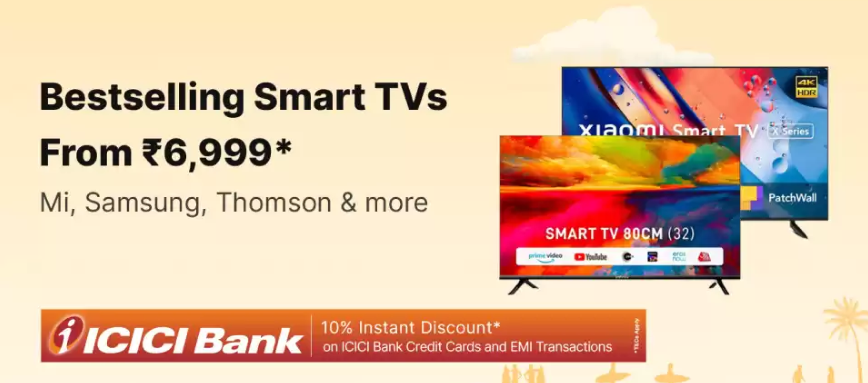 Bestselling Smart TVs
From ₹6,999*
Mi, Samsung, Thomson & more
4K
HDR
xiaomi Smart TV X-Series
PatchWall
SMART TV 80CM (32)
prime video YouTube eros now
ICICI Bank
10% Instant Discount*
on ICICI Bank Credit Cards and EMI Transactions
*T&Cs Apply